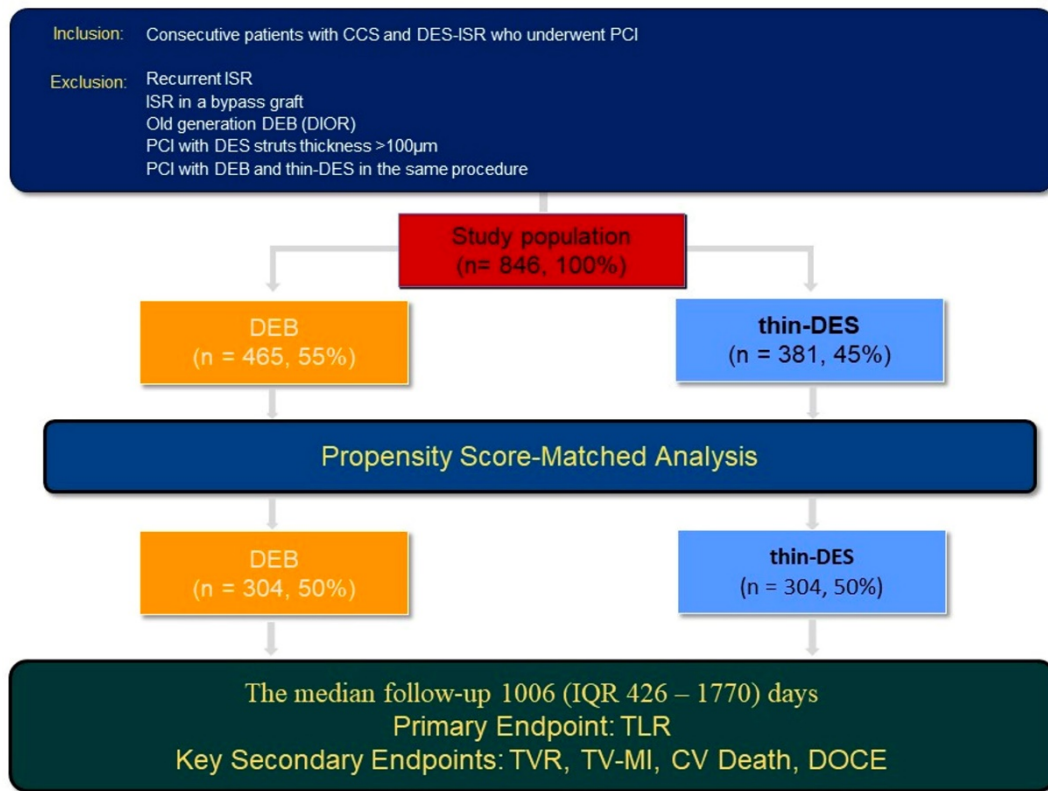 Inclusion: Consecutive patients with CCS and DES-ISR who underwent PCI
Exclusion: Recurrent ISR
ISR in a bypass graft
Old generation DEB (DIOR)
PCI with DES struts thickness >100µm
PCI with DEB and thin-DES in the same procedure
Study population
(n= 846, 100%)
DEB
(n = 465, 55%)
thin-DES
(n = 381, 45%)
Propensity Score-Matched Analysis
DEB
(n = 304, 50%)
thin-DES
(n = 304, 50%)
The median follow-up 1006 (IQR 426 – 1770) days
Primary Endpoint: TLR
Key Secondary Endpoints: TVR, TV-MI, CV Death, DOCE